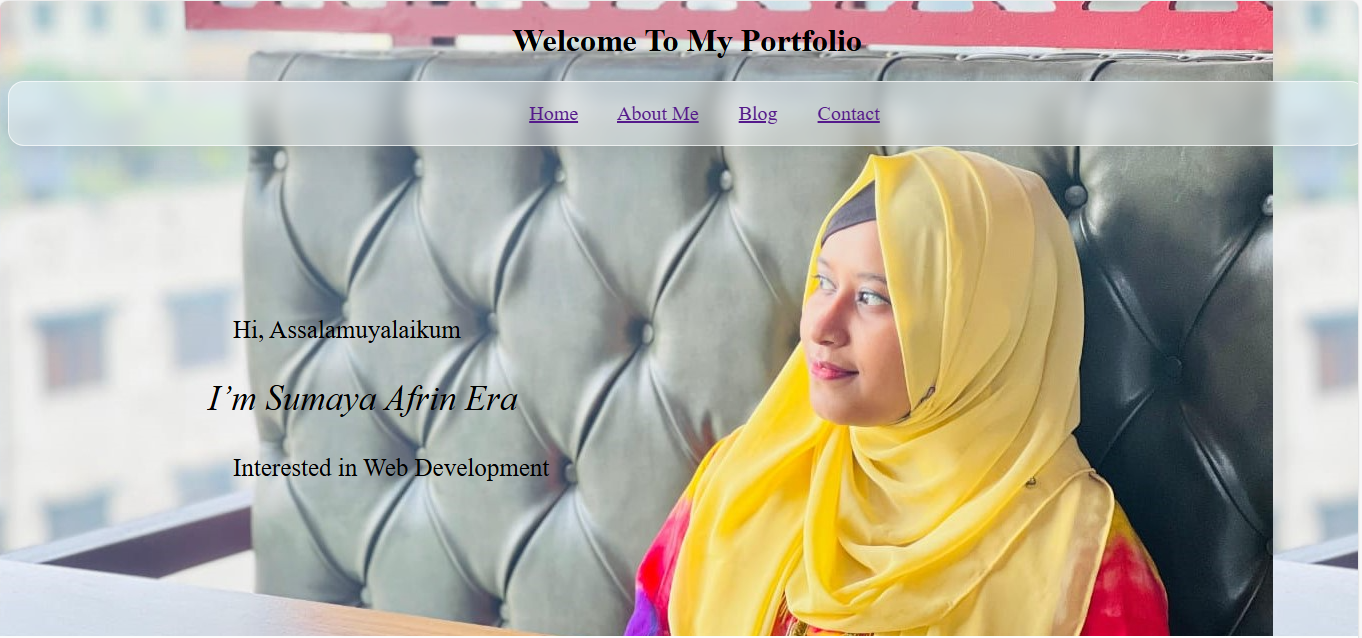 Welcome To My Portfolio
Home About Me Blog Contact
Hi, Assalamuyalaikum
I’m Sumaya Afrin Era
Interested in Web Development